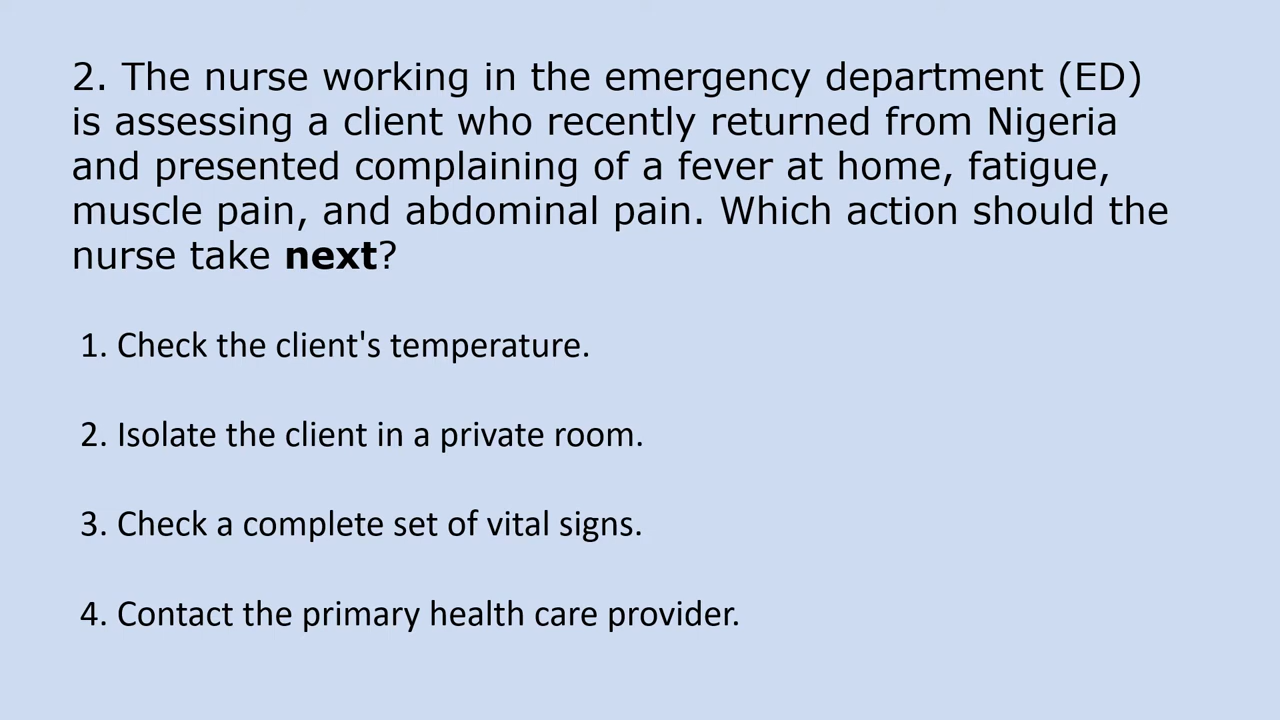 2. The nurse working in the emergency department (ED)
is assessing a client who recently returned from Nigeria
and presented complaining of a fever at home, fatigue,
muscle pain, and abdominal pain. Which action should the
nurse take next?
1. Check the client's temperature.
2. Isolate the client in a private room.
3. Check a complete set of vital signs.
4. Contact the primary health care provider.